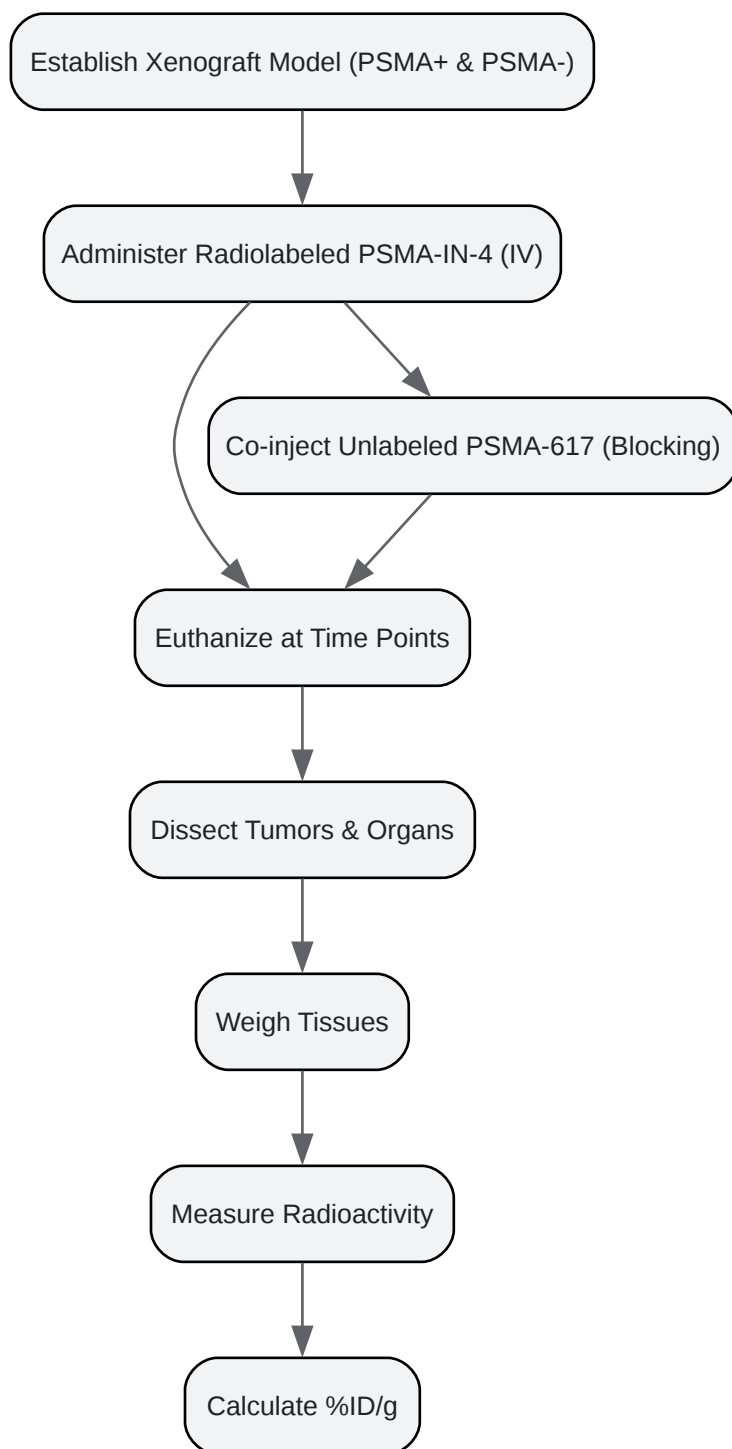 Establish Xenograft Model (PSMA+ & PSMA-)
Administer Radiolabeled PSMA-IN-4 (IV)
Co-inject Unlabeled PSMA-617 (Blocking)
Euthanize at Time Points
Dissect Tumors & Organs
Weigh Tissues
Measure Radioactivity
Calculate %ID/g